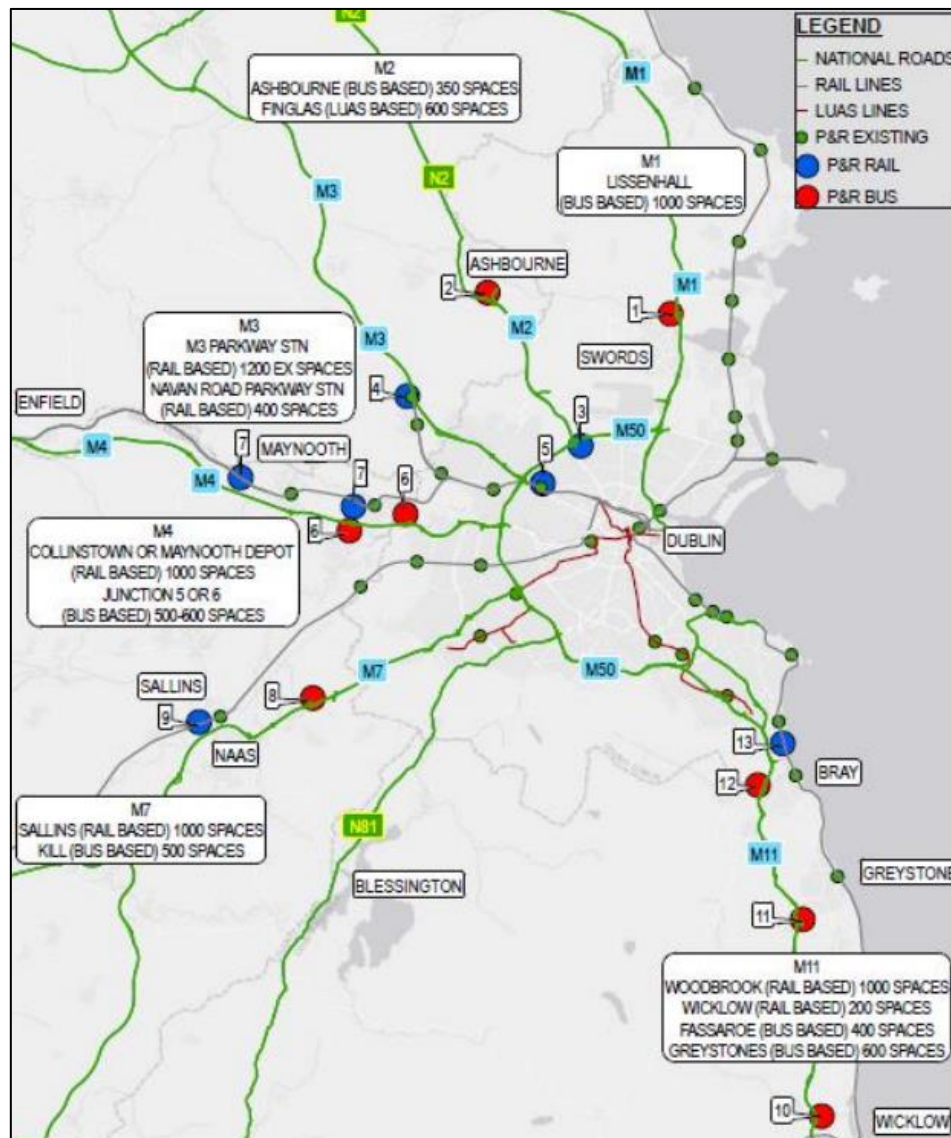 N2
LEGEND
NATIONAL ROADS
RAIL LINES
LUAS LINES
P&R EXISTING
P&R RAIL
P&R BUS
M2
ASHBOURNE (BUS BASED) 350 SPACES
FINGLAS (LUAS BASED) 600 SPACES
M1
M1
LISSENHALL
(BUS BASED) 1000 SPACES
N2
M3
ASHBOURNE
2
M1
1
M2
M3
M3
M3 PARKWAY STN
(RAIL BASED) 1200 EX SPACES
NAVAN ROAD PARKWAY STN
(RAIL BASED) 400 SPACES
SWORDS
4
ENFIELD
3
M50
M4
MAYNOOTH
7
5
7
6
M4
6
DUBLIN
M4
COLLINSTOWN OR MAYNOOTH DEPOT
(RAIL BASED) 1000 SPACES
JUNCTION 5 OR 6
(BUS BASED) 500-600 SPACES
M7
M50
SALLINS
8
9
NAAS
13
BRAY
12
M7
SALLINS (RAIL BASED) 1000 SPACES
KILL (BUS BASED) 500 SPACES
N81
M11
BLESSINGTON
GREYSTONE
11
M11
WOODBROOK (RAIL BASED) 1000 SPACES
WICKLOW (RAIL BASED) 200 SPACES
FASSAROE (BUS BASED) 400 SPACES
GREYSTONES (BUS BASED) 600 SPACES
10
WICKLOW